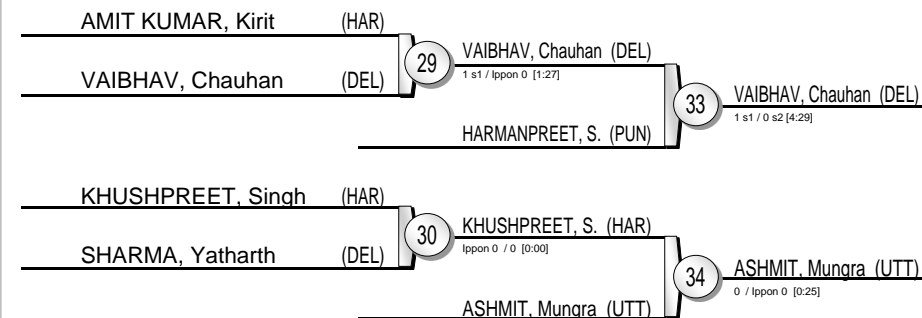 AMIT KUMAR, Kirit (HAR)
29
VAIBHAV, Chauhan (DEL)
1 s1 / Ippon 0 [1:27]
VAIBHAV, Chauhan (DEL)
33
VAIBHAV, Chauhan (DEL)
1 s1 / 0 s2 [4:29]
HARMANPREET, S. (PUN)
KHUSHPREET, Singh (HAR)
30
KHUSHPREET, S. (HAR)
Ippon 0 / 0 [0:00]
SHARMA, Yatharth (DEL)
34
ASHMIT, Mungra (UTT)
0 / Ippon 0 [0:25]
ASHMIT, Mungra (UTT)